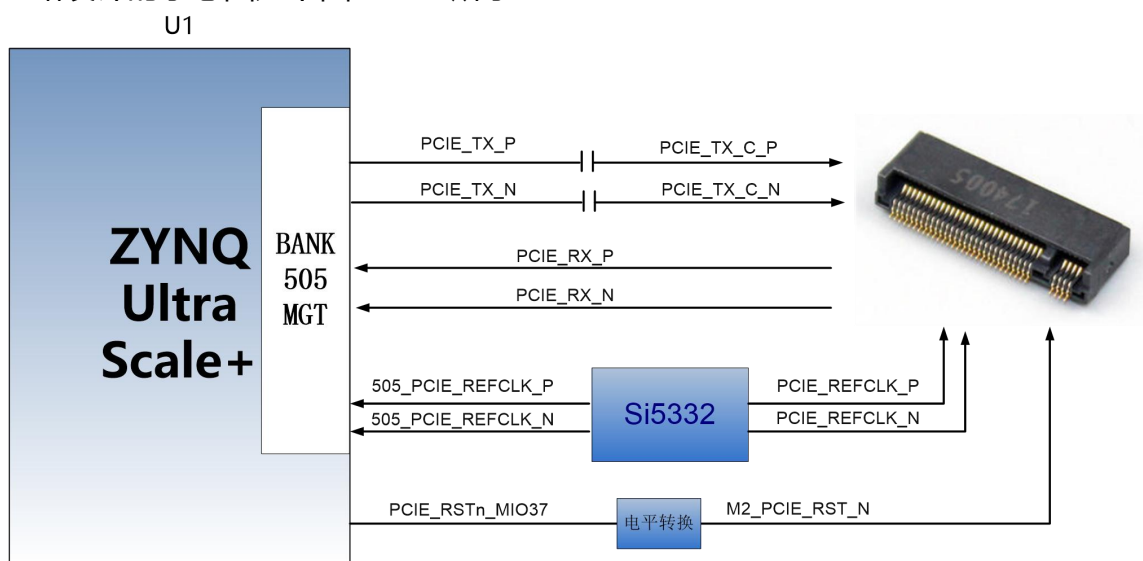 U1
PCIE_TX_P
PCIE_TX_C_P
PCIE_TX_N
PCIE_TX_C_N
ZYNQ
Ultra
Scale+
BANK
505
MGT
PCIE_RX_P
PCIE_RX_N
174005
505_PCIE_REFCLK_P
505_PCIE_REFCLK_N
Si5332
PCIE_REFCLK_P
PCIE_REFCLK_N
PCIE_RSTn_MIO37
电平转换
M2_PCIE_RST_N